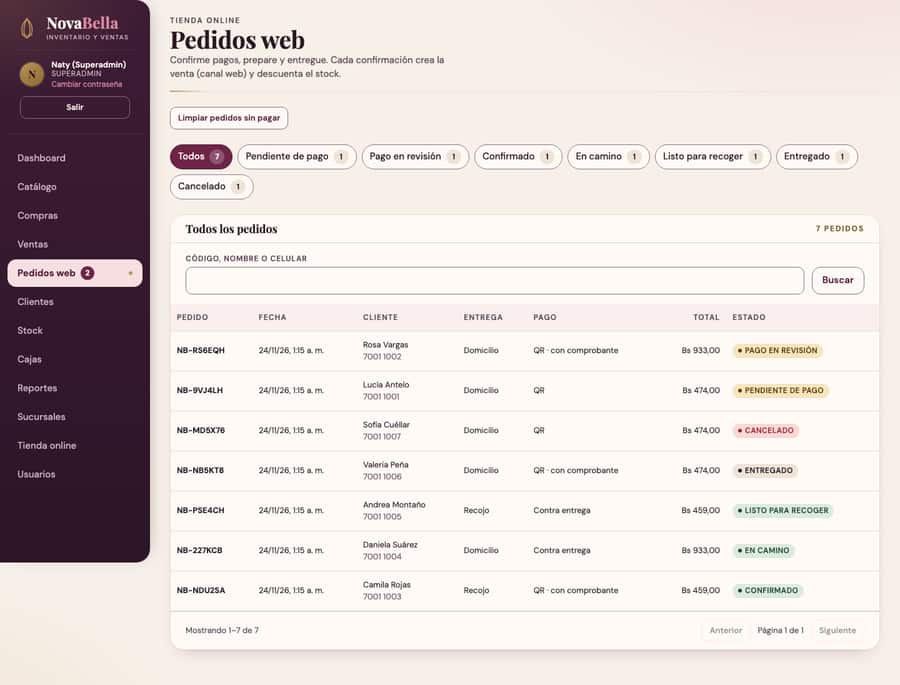 NovaBella
INVENTARIO Y VENTAS
N
Naty (Superadmin)
SUPERADMIN
Cambiar contraseña
Salir
Dashboard
Catálogo
Compras
Ventas
Pedidos web 2
Clientes
Stock
Cajas
Reportes
Sucursales
Tienda online
Usuarios
TIENDA ONLINE
Pedidos web
Confirme pagos, prepare y entregue. Cada confirmación crea la
venta (canal web) y descuenta el stock.
Limpiar pedidos sin pagar
Todos 7 Pendiente de pago 1 Pago en revisión 1 Confirmado 1 En camino 1 Listo para recoger 1 Entregado 1
Cancelado 1
Todos los pedidos 7 PEDIDOS
CÓDIGO, NOMBRE O CELULAR
Buscar
PEDIDO FECHA CLIENTE ENTREGA PAGO TOTAL ESTADO
NB-RS6EQH 24/11/26, 1:15 a. m. Rosa Vargas Domicilio QR · con comprobante Bs 933,00 PAGO EN REVISIÓN
7001 1002
NB-9VJ4LH 24/11/26, 1:15 a. m. Lucía Antelo Domicilio QR Bs 474,00 PENDIENTE DE PAGO
7001 1001
NB-MD5X76 24/11/26, 1:15 a. m. Sofía Cuéllar Domicilio QR Bs 474,00 CANCELADO
7001 1007
NB-NB5KT6 24/11/26, 1:15 a. m. Valeria Peña Domicilio QR · con comprobante Bs 474,00 ENTREGADO
7001 1006
NB-PSE4CH 24/11/26, 1:15 a. m. Andrea Montaño Recojo Contra entrega Bs 459,00 LISTO PARA RECOGER
7001 1005
NB-227KCB 24/11/26, 1:15 a. m. Daniela Suárez Domicilio Contra entrega Bs 933,00 EN CAMINO
7001 1004
NB-NDU2SA 24/11/26, 1:15 a. m. Camila Rojas Recojo QR · con comprobante Bs 459,00 CONFIRMADO
7001 1003
Mostrando 1–7 de 7 Anterior Página 1 de 1 Siguiente